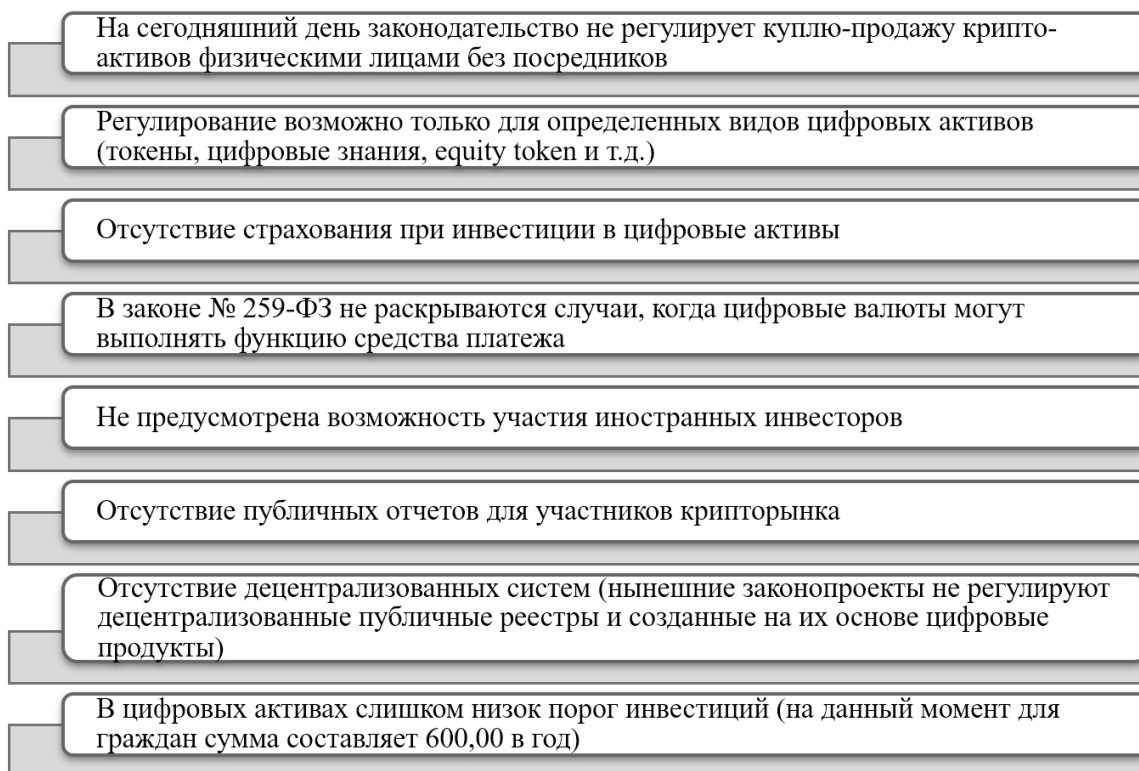 На сегодняшний день законодательство не регулирует куплю-продажу крипто-
активов физическими лицами без посредников
Регулирование возможно только для определенных видов цифровых активов
(токены, цифровые знания, equity token и т.д.)
Отсутствие страхования при инвестиции в цифровые активы
В законе № 259-ФЗ не раскрываются случаи, когда цифровые валюты могут
выполнять функцию средства платежа
Не предусмотрена возможность участия иностранных инвесторов
Отсутствие публичных отчетов для участников крипторынка
Отсутствие децентрализованных систем (нынешние законопроекты не регулируют
децентрализованные публичные реестры и созданные на их основе цифровые
продукты)
В цифровых активах слишком низок порог инвестиций (на данный момент для
граждан сумма составляет 600,00 в год)